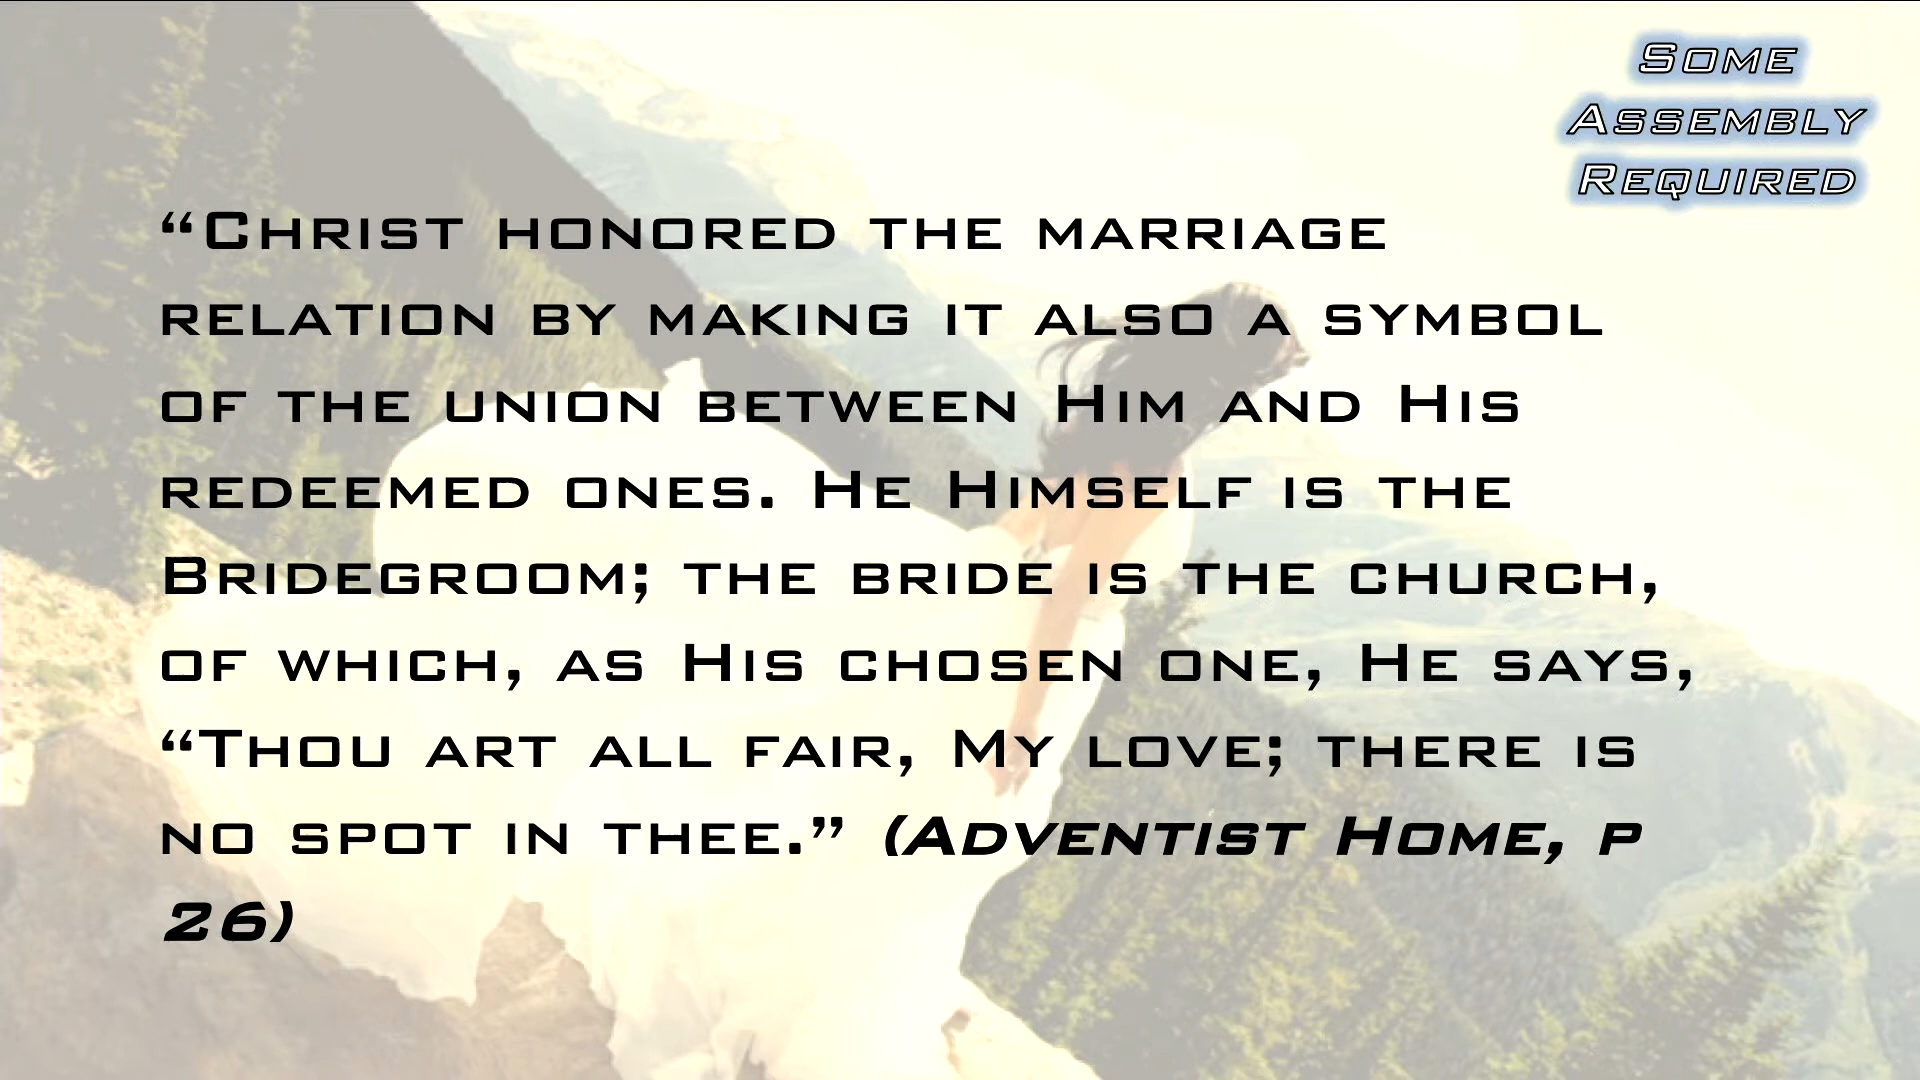 Some
Assembly
Required
“Christ honored the marriage
relation by making it also a symbol
of the union between Him and His
redeemed ones. He Himself is the
Bridegroom; the bride is the church,
of which, as His chosen one, He says,
“Thou art all fair, My love; there is
no spot in thee.” (Adventist Home, p
26)